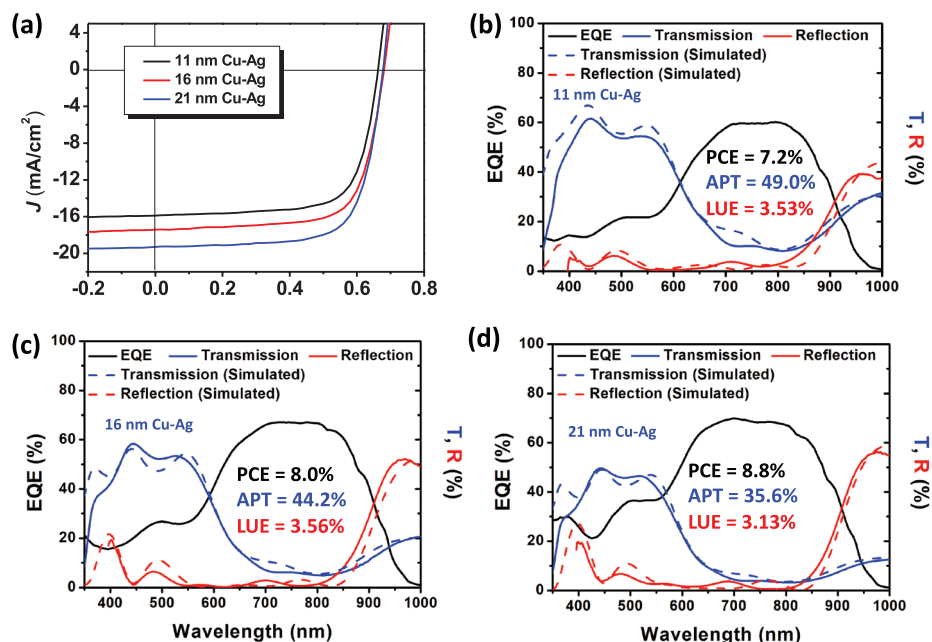 (a)
4
0
-4
-8
-12
-16
-20
J (mA/cm²)
11 nm Cu-Ag
16 nm Cu-Ag
21 nm Cu-Ag
-0.2 0.0 0.2 0.4 0.6 0.8
(b)
100
80
60
40
20
0
EQE (%)
EQE Transmission Reflection
Transmission (Simulated)
Reflection (Simulated)
11 nm Cu-Ag
PCE = 7.2%
APT = 49.0%
LUE = 3.53%
T, R (%)
400 500 600 700 800 900 1000
(c)
100
80
60
40
20
0
EQE (%)
EQE Transmission Reflection
Transmission (Simulated)
Reflection (Simulated)
16 nm Cu-Ag
PCE = 8.0%
APT = 44.2%
LUE = 3.56%
T, R (%)
400 500 600 700 800 900 1000
Wavelength (nm)
(d)
100
80
60
40
20
0
EQE (%)
EQE Transmission Reflection
Transmission (Simulated)
Reflection (Simulated)
21 nm Cu-Ag
PCE = 8.8%
APT = 35.6%
LUE = 3.13%
T, R (%)
400 500 600 700 800 900 1000
Wavelength (nm)